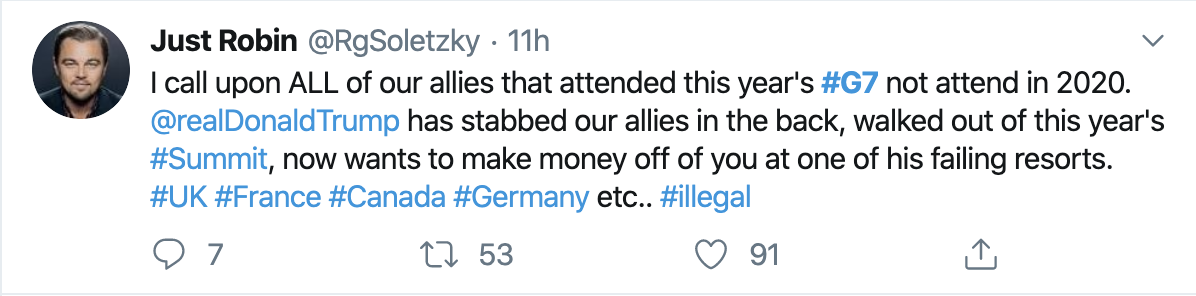 Just Robin @RgSoletzky · 11h
I call upon ALL of our allies that attended this year's #G7 not attend in 2020.
@realDonaldTrump has stabbed our allies in the back, walked out of this year's
#Summit, now wants to make money off of you at one of his failing resorts.
#UK #France #Canada #Germany etc.. #illegal
7 53 91